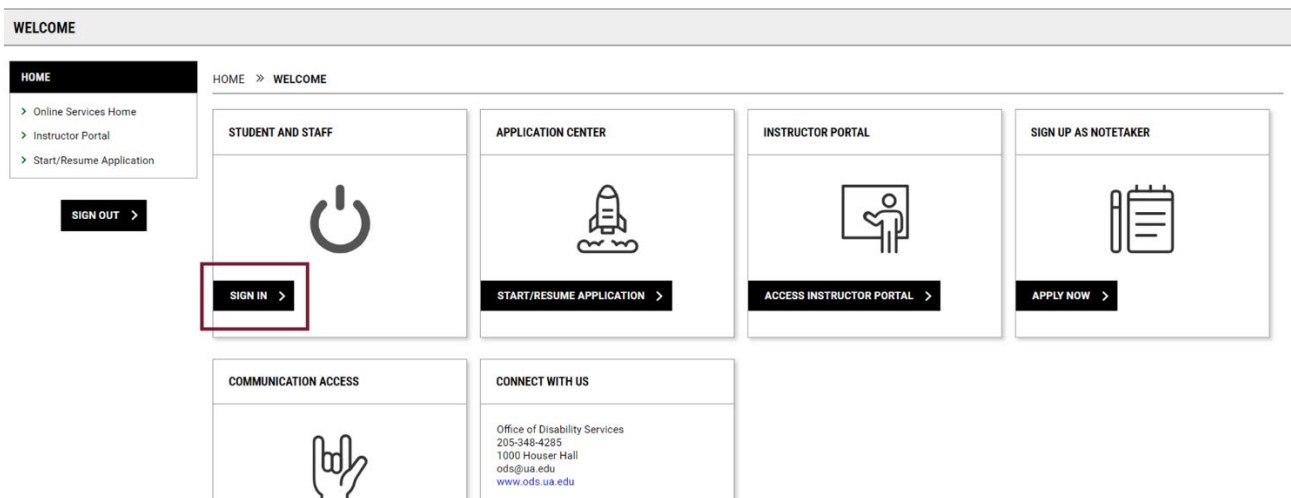 WELCOME
HOME
> Online Services Home
> Instructor Portal
> Start/Resume Application
SIGN OUT >
HOME » WELCOME
STUDENT AND STAFF
SIGN IN >
APPLICATION CENTER
START/RESUME APPLICATION >
INSTRUCTOR PORTAL
ACCESS INSTRUCTOR PORTAL >
SIGN UP AS NOTETAKER
APPLY NOW >
COMMUNICATION ACCESS
CONNECT WITH US
Office of Disability Services
205-348-4285
1000 Houser Hall
ods@ua.edu
www.ods.ua.edu